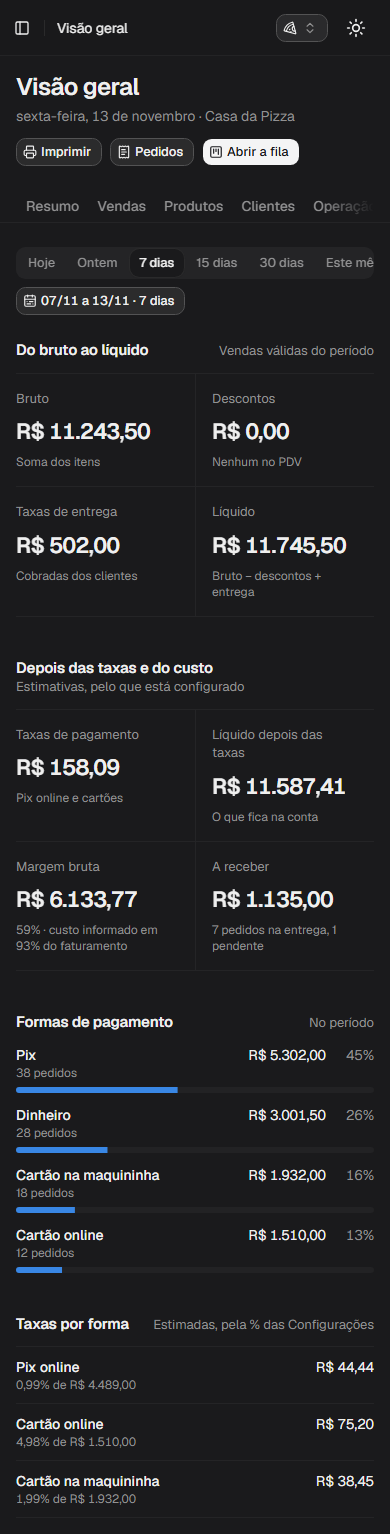 Visão geral
Visão geral
sexta-feira, 13 de novembro · Casa da Pizza
Imprimir
Pedidos
Abrir a fila
Resumo
Vendas
Produtos
Clientes
Operaçã
Hoje
Ontem
7 dias
15 dias
30 dias
Este mê
07/11 a 13/11 · 7 dias
Do bruto ao líquido
Vendas válidas do período
Bruto
R$ 11.243,50
Soma dos itens
Descontos
R$ 0,00
Nenhum no PDV
Taxas de entrega
R$ 502,00
Cobradas dos clientes
Líquido
R$ 11.745,50
Bruto − descontos +
entrega
Depois das taxas e do custo
Estimativas, pelo que está configurado
Taxas de pagamento
R$ 158,09
Pix online e cartões
Líquido depois das
taxas
R$ 11.587,41
O que fica na conta
Margem bruta
R$ 6.133,77
59% · custo informado em
93% do faturamento
A receber
R$ 1.135,00
7 pedidos na entrega, 1
pendente
Formas de pagamento
No período
Pix
R$ 5.302,00
45%
38 pedidos
Dinheiro
R$ 3.001,50
26%
28 pedidos
Cartão na maquininha
R$ 1.932,00
16%
18 pedidos
Cartão online
R$ 1.510,00
13%
12 pedidos
Taxas por forma
Estimadas, pela % das Configurações
Pix online
R$ 44,44
0,99% de R$ 4.489,00
Cartão online
R$ 75,20
4,98% de R$ 1.510,00
Cartão na maquininha
R$ 38,45
1,99% de R$ 1.932,00